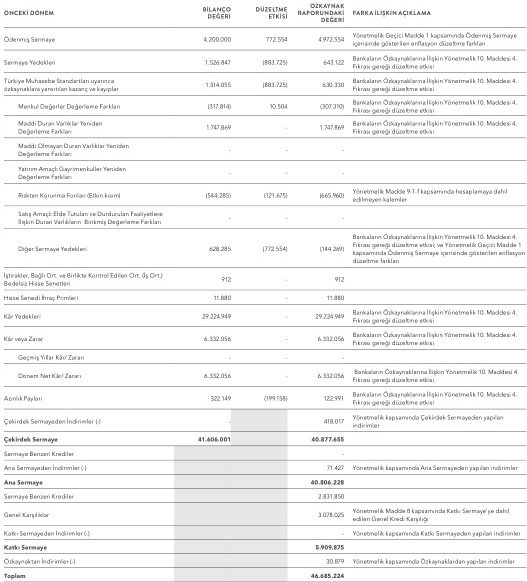 ÖNCEKİ DÖNEM
BİLANÇO DEĞERİ
DÜZELTME ETKİSİ
ÖZKAYNAK RAPORUNDAKİ DEĞERİ
FARKA İLİŞKİN AÇIKLAMA
Ödenmiş Sermaye 4.200.000 772.554 4.972.554 Yönetmelik Geçici Madde 1 kapsamında Ödenmiş Sermaye
içerisinde gösterilen enflasyon düzeltme farkları
Sermaye Yedekleri 1.526.847 (883.725) 643.122 Bankaların Özkaynaklarına İlişkin Yönetmelik 10. Maddesi 4.
Fıkrası gereği düzeltme etkisi
Türkiye Muhasebe Standartları uyarınca
özkaynaklara yansıtılan kazanç ve kayıplar 1.514.055 (883.725) 630.330 Bankaların Özkaynaklarına İlişkin Yönetmelik 10. Maddesi 4.
Fıkrası gereği düzeltme etkisi
Menkul Değerler Değerleme Farkları (317.814) 10.504 (307.310) Bankaların Özkaynaklarına İlişkin Yönetmelik 10. Maddesi 4.
Fıkrası gereği düzeltme etkisi
Maddi Duran Varlıklar Yeniden
Değerleme Farkları 1.747.869 - 1.747.869 Bankaların Özkaynaklarına İlişkin Yönetmelik 10. Maddesi 4.
Fıkrası gereği düzeltme etkisi
Maddi Olmayan Duran Varlıklar Yeniden
Değerleme Farkları - - -
Yatırım Amaçlı Gayrimenkuller Yeniden
Değerleme Farkları - - -
Riskten Korunma Fonları (Etkin kısım) (544.285) (121.675) (665.960) Yönetmelik Madde 9-1-f kapsamında hesaplamaya dahil
edilmeyen kalemler
Satış Amaçlı Elde Tutulan ve Durdurulan Faaliyetlere
İlişkin Duran Varlıkların Birikmiş Değerleme Farkları - - -
Diğer Sermaye Yedekleri 628.285 (772.554) (144.269) Bankaların Özkaynaklarına İlişkin Yönetmelik 10. Maddesi 4.
Fıkrası gereği düzeltme etkisi; ve Yönetmelik Geçici Madde 1
kapsamında Ödenmiş Sermaye içerisinde gösterilen enflasyon
düzeltme farkları
İştirakler, Bağlı Ort. ve Birlikte Kontrol Edilen Ort. (İş Ort.)
Bedelsiz Hisse Senetleri 912 - 912
Hisse Senedi İhraç Primleri 11.880 - 11.880
Kâr Yedekleri 29.224.949 - 29.224.949 Bankaların Özkaynaklarına İlişkin Yönetmelik 10. Maddesi 4.
Fıkrası gereği düzeltme etkisi
Kâr veya Zarar 6.332.056 - 6.332.056 Bankaların Özkaynaklarına İlişkin Yönetmelik 10. Maddesi 4.
Fıkrası gereği düzeltme etkisi
Geçmiş Yıllar Kâr/ Zararı - - -
Dönem Net Kâr/ Zararı 6.332.056 - 6.332.056 Bankaların Özkaynaklarına İlişkin Yönetmelik 10. Maddesi 4.
Fıkrası gereği düzeltme etkisi
Azınlık Payları 322.149 (199.158) 122.991 Bankaların Özkaynaklarına İlişkin Yönetmelik 10. Maddesi 4.
Fıkrası gereği düzeltme etkisi
Çekirdek Sermayeden İndirimler (-) - 418.017 Yönetmelik kapsamında Çekirdek Sermayeden yapılan
indirimler
Çekirdek Sermaye 41.606.001 40.877.655
Sermaye Benzeri Krediler -
Ana Sermayeden İndirimler (-) 71.427 Yönetmelik kapsamında Ana Sermayeden yapılan indirimler
Ana Sermaye 40.806.228
Sermaye Benzeri Krediler 2.831.850
Genel Karşılıklar 3.078.025 Yönetmelik Madde 8 kapsamında Katkı Sermaye'ye dahil
edilen Genel Kredi Karşılığı
Katkı Sermayeden İndirimler (-) - Yönetmelik kapsamında Katkı Sermayeden yapılan indirimler
Katkı Sermaye 5.909.875
Özkaynaktan İndirimler (-) 30.879 Yönetmelik kapsamında Özkaynaklardan yapılan indirimler
Toplam 46.685.224